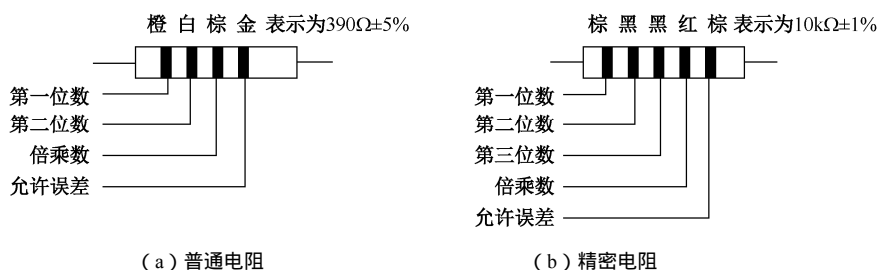 橙 白 棕 金 表示为390Ω±5%
第一位数
第二位数
倍乘数
允许误差
（a）普通电阻
棕 黑 黑 红 棕 表示为10kΩ±1%
第一位数
第二位数
第三位数
倍乘数
允许误差
（b）精密电阻